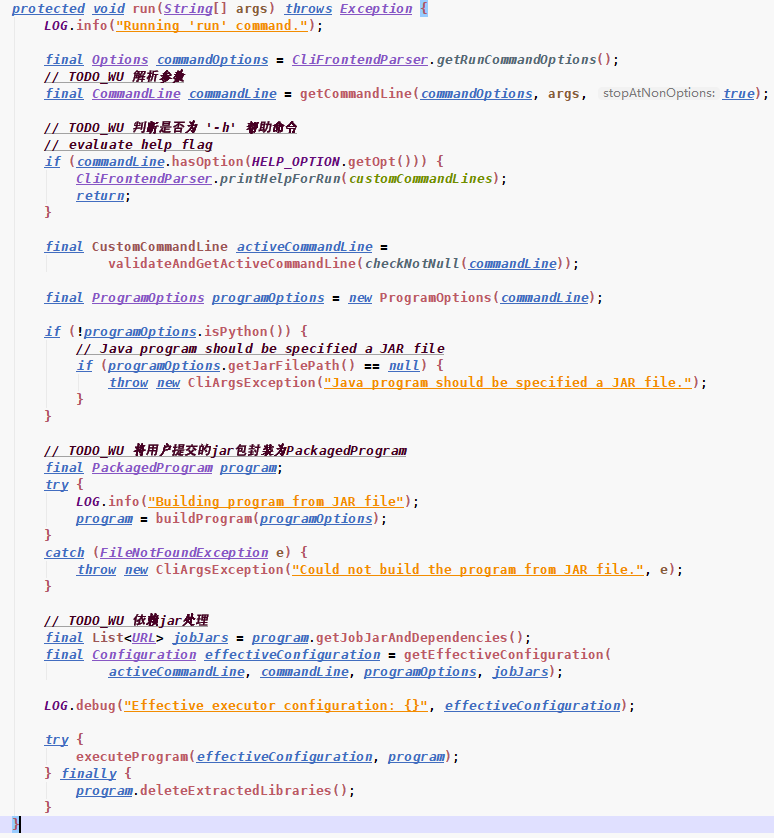 protected void run(String[] args) throws Exception {
LOG.info("Running 'run' command.");
final Options commandOptions = CliFrontendParser.getRunCommandOptions();
// TODO_WU 解析参数
final CommandLine commandLine = getCommandLine(commandOptions, args, stopAtNonOptions: true);
// TODO_WU 判断是否为 '-h' 帮助命令
// evaluate help flag
if (commandLine.hasOption(HELP_OPTION.getOpt())) {
CliFrontendParser.printHelpForRun(customCommandLines);
return;
}
final CustomCommandLine activeCommandLine =
validateAndGetActiveCommandLine(checkNotNull(commandLine));
final ProgramOptions programOptions = new ProgramOptions(commandLine);
if (!programOptions.isPython()) {
// Java program should be specified a JAR file
if (programOptions.getJarFilePath() == null) {
throw new CliArgsException("Java program should be specified a JAR file.");
}
}
// TODO_WU 将用户提交的jar包封装为PackagedProgram
final PackagedProgram program;
try {
LOG.info("Building program from JAR file");
program = buildProgram(programOptions);
}
catch (FileNotFoundException e) {
throw new CliArgsException("Could not build the program from JAR file.", e);
}
// TODO_WU 依赖jar处理
final List<URL> jobJars = program.getJobJarAndDependencies();
final Configuration effectiveConfiguration = getEffectiveConfiguration(
activeCommandLine, commandLine, programOptions, jobJars);
LOG.debug("Effective executor configuration: {}", effectiveConfiguration);
try {
executeProgram(effectiveConfiguration, program);
} finally {
program.deleteExtractedLibraries();
}
}